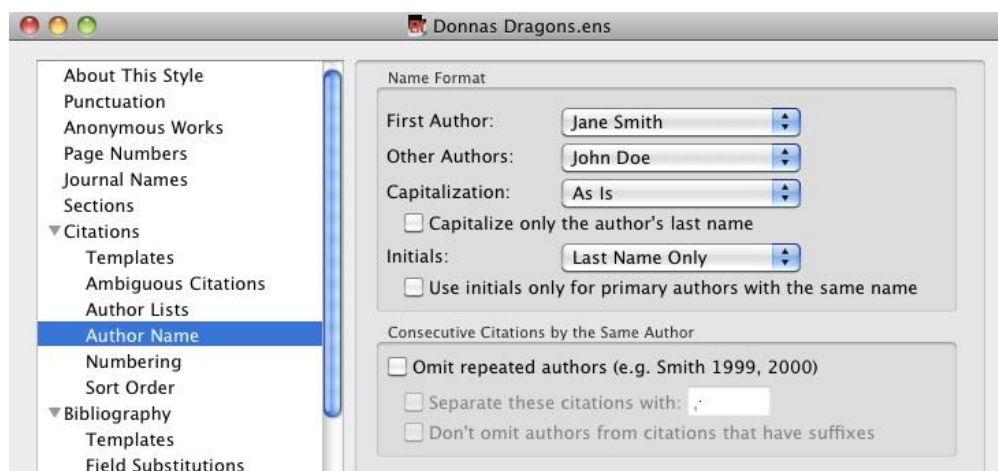 Donnas Dragons.ens
About This Style
Punctuation
Anonymous Works
Page Numbers
Journal Names
Sections
Citations
Templates
Ambiguous Citations
Author Lists
Author Name
Numbering
Sort Order
Bibliography
Templates
Field Substitutions
Name Format
First Author: Jane Smith
Other Authors: John Doe
Capitalization: As Is
Capitalize only the author's last name
Initials: Last Name Only
Use initials only for primary authors with the same name
Consecutive Citations by the Same Author
Omit repeated authors (e.g. Smith 1999, 2000)
Separate these citations with: ,·
Don't omit authors from citations that have suffixes